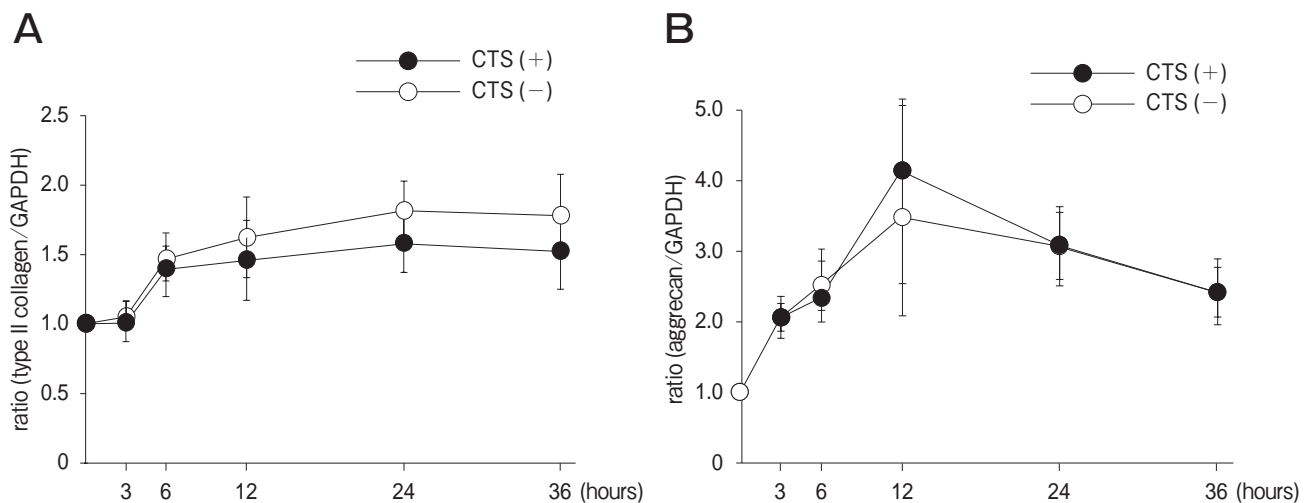 A
CTS (+)
CTS (−)
2.5
2.0
1.5
1.0
0.5
0
ratio (type II collagen/GAPDH)
3 6 12 24 36 (hours)
B
CTS (+)
CTS (−)
5.0
4.0
3.0
2.0
1.0
0
ratio (aggrecan/GAPDH)
3 6 12 24 36 (hours)